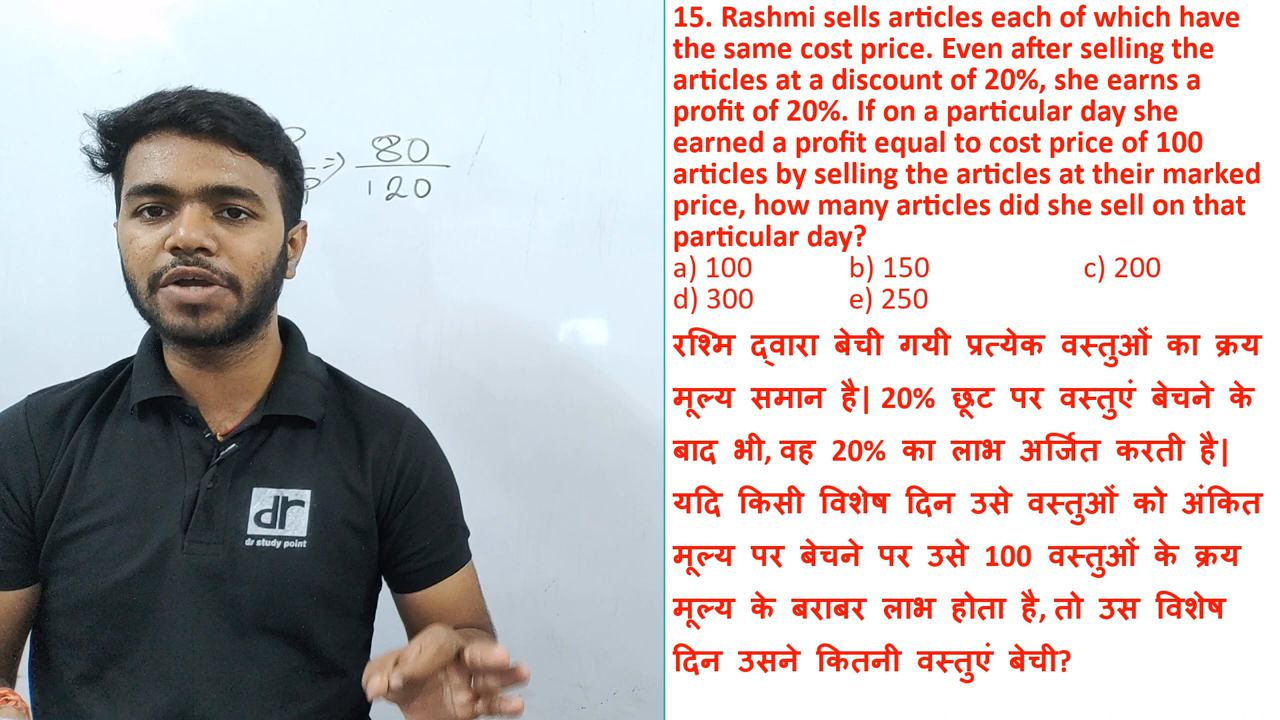 80
120
dr
dr study point
15. Rashmi sells articles each of which have
the same cost price. Even after selling the
articles at a discount of 20%, she earns a
profit of 20%. If on a particular day she
earned a profit equal to cost price of 100
articles by selling the articles at their marked
price, how many articles did she sell on that
particular day?
a) 100 b) 150 c) 200
d) 300 e) 250
रश्मि द्वारा बेची गयी प्रत्येक वस्तुओं का क्रय
मूल्य समान है| 20% छूट पर वस्तुएं बेचने के
बाद भी, वह 20% का लाभ अर्जित करती है|
यदि किसी विशेष दिन उसे वस्तुओं को अंकित
मूल्य पर बेचने पर उसे 100 वस्तुओं के क्रय
मूल्य के बराबर लाभ होता है, तो उस विशेष
दिन उसने कितनी वस्तुएं बेची?